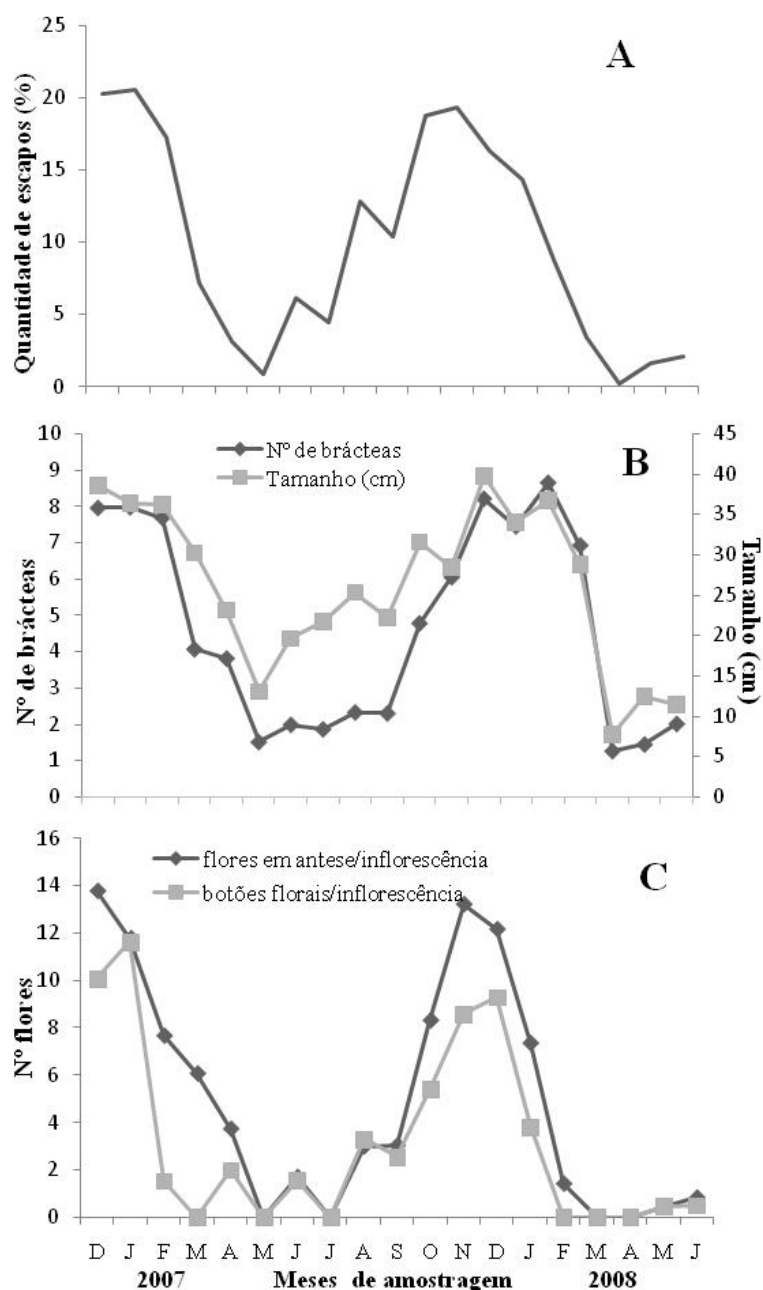 A
Quantidade de escapos (%)
25
20
15
10
5
0
B
Nº de brácteas
Tamanho (cm)
Nº de brácteas
10
9
8
7
6
5
4
3
2
1
0
45
40
35
30
25
20
15
10
5
0
Tamanho (cm)
C
flores em antese/inflorescência
botões florais/inflorescência
Nº flores
16
14
12
10
8
6
4
2
0
D J F M A M J J A S O N D J F M A M J
2007 Meses de amostragem 2008